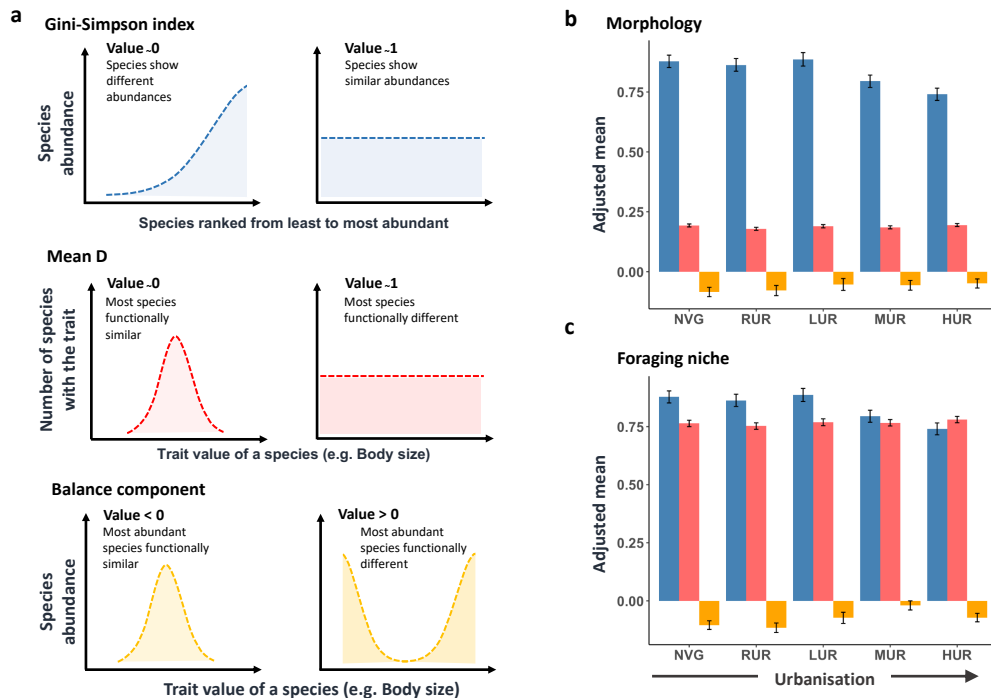 a
Gini-Simpson index
Value ~0
Species show
different
abundances
Value ~1
Species show
similar abundances
Species
abundance
Species ranked from least to most abundant
Mean D
Value ~0
Most species
functionally
similar
Value ~1
Most species
functionally different
Number of species
with the trait
Trait value of a species (e.g. Body size)
Balance component
Value < 0
Most abundant
species functionally
similar
Value > 0
Most abundant
species functionally
different
Species
abundance
Trait value of a species (e.g. Body size)
b
Morphology
Adjusted mean
0.75
0.50
0.25
0.00
NVG RUR LUR MUR HUR
c
Foraging niche
Adjusted mean
0.75
0.50
0.25
0.00
NVG RUR LUR MUR HUR
Urbanisation